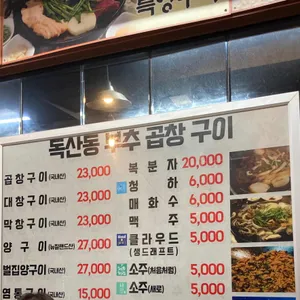 독산동 부추 곱창 구이
곱창구이(국내산) 23,000
대창구이(국내산) 23,000
막창구이(국내산) 23,000
양 구 이(뉴질랜드산) 27,000
벌집양구이(국내산) 27,000
염통구이(국내산) 15,000
복 분 자 20,000
청 하 6,000
매 화 수 6,000
맥 주 5,000
클라우드 5,000
(생드래프트)
소주(처음처럼) 5,000
소주(새로) 5,000